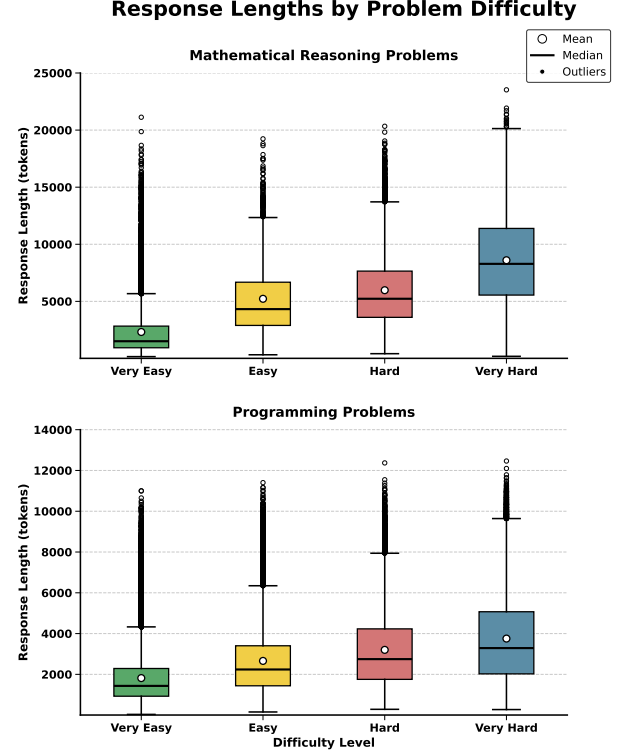 Response Lengths by Problem Difficulty
Mean
Median
Outliers
Mathematical Reasoning Problems
Response Length (tokens)
25000
20000
15000
10000
5000
Very Easy
Easy
Hard
Very Hard
Programming Problems
Response Length (tokens)
14000
12000
10000
8000
6000
4000
2000
Very Easy
Easy
Hard
Very Hard
Difficulty Level